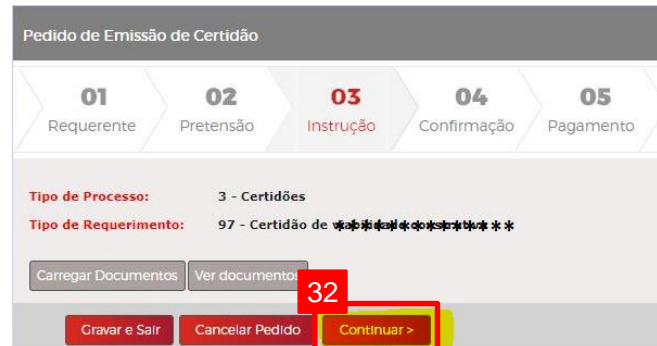 Pedido de Emissão de Certidão
01 02 03 04 05
Requerente Pretensão Instrução Confirmação Pagamento
Tipo de Processo: 3 - Certidões
Tipo de Requerimento: 97 - Certidão de
Carregar Documentos Ver documentos
32
Gravar e Sair Cancelar Pedido Continuar >